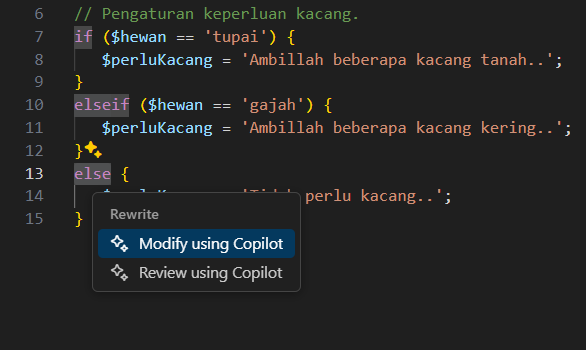 6 // Pengaturan keperluan kacang.
7 if ($hewan == 'tupai') {
8 $perluKacang = 'Ambillah beberapa kacang tanah..';
9 }
10 elseif ($hewan == 'gajah') {
11 $perluKacang = 'Ambillah beberapa kacang kering..';
12 }
13 else {
14 perlu kacang..';
15 }
Rewrite
Modify using Copilot
Review using Copilot